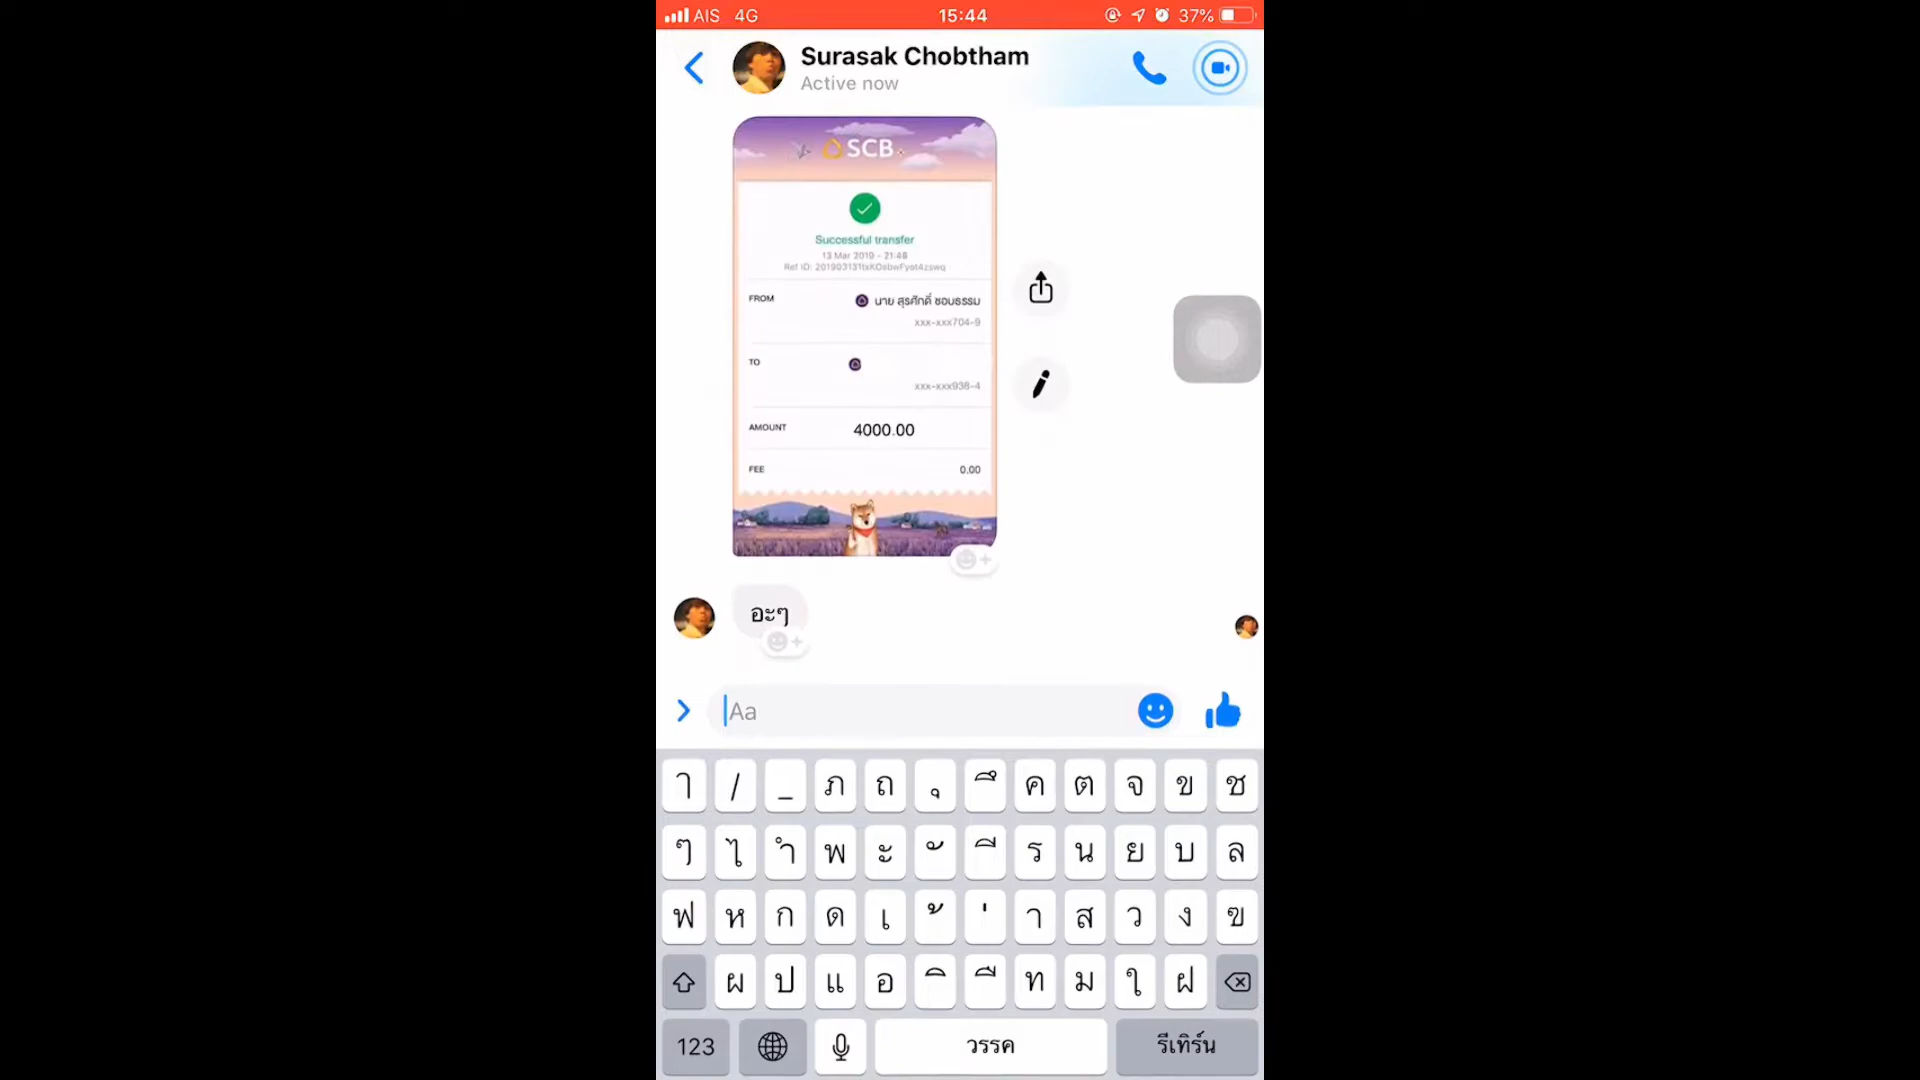 AIS 4G 15:44 37%
Surasak Chobtham
Active now
SCB
Successful transfer
13 Mar 2019 - 21:48
FROM นาย สุรศักดิ์ ชอบธรรม
xxx-xxx704-9
TO
xxx-xxx938-4
AMOUNT 4000.00
FEE 0.00
อะๆ
Aa
า / _ ภ ถ ุ ึ ค ต จ ข ช
ๆ ไ ำ พ ะ ั ี ร น ย บ ล
ฟ ห ก ด เ ้ ่ า ส ว ง ฃ
ผ ป แ อ ิ ื ท ม ใ ฝ
123 วรรค รีเทิร์น